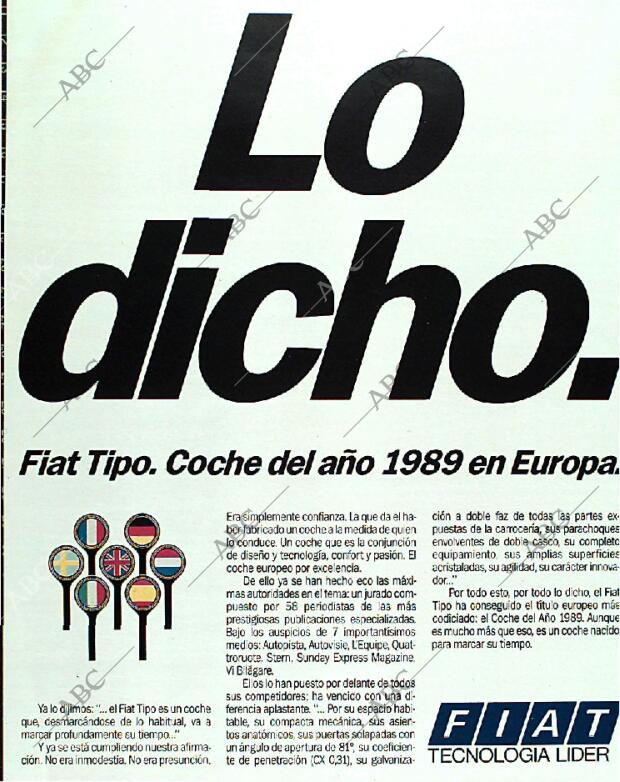 Lo
dicho.
Fiat Tipo. Coche del año 1989 en Europa.
Ya lo dijimos: "... el Fiat Tipo es un coche
que, desmarcándose de lo habitual, va a
marcar profundamente su tiempo..."
Y ya se está cumpliendo nuestra afirma-
ción. No era inmodestia. No era presunción.
Era simplemente confianza. La que da el ha-
ber fabricado un coche a la medida de quien
lo conduce. Un coche que es la conjunción
de diseño y tecnología, confort y pasión. El
coche europeo por excelencia.
De ello ya se han hecho eco las máxi-
mas autoridades en el tema: un jurado com-
puesto por 58 periodistas de las más
prestigiosas publicaciones especializadas.
Bajo los auspicios de 7 importantísimos
medios: Autopista, Autovisie, L'Equipe, Quat-
troruote, Stern, Sunday Express Magazine,
Vi Bilägare.
Ellos lo han puesto por delante de todos
sus competidores; ha vencido con una di-
ferencia aplastante. "... Por su espacio habi-
table, su compacta mecánica, sus asien-
tos anatómicos, sus puertas solapadas con
un ángulo de apertura de 81º, su coeficien-
te de penetración (CX 0,31), su galvaniza-
ción a doble faz de todas las partes ex-
puestas de la carrocería, sus parachoques
envolventes de doble casco, su completo
equipamiento, sus amplias superficies
acristaladas, su agilidad, su carácter innova-
dor..."
Por todo esto, por todo lo dicho, el Fiat
Tipo ha conseguido el título europeo más
codiciado: el Coche del Año 1989. Aunque
es mucho más que eso, es un coche nacido
para marcar su tiempo.
FIAT
TECNOLOGIA LIDER
ABC
ABC
ABC
ABC
ABC
ABC
ABC
ABC
ABC
ABC
ABC
ABC